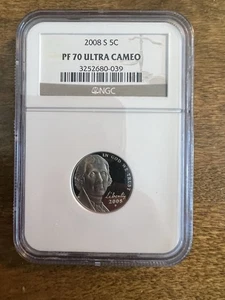 2008 S 5C
PF 70 ULTRA CAMEO
3252680-039
NGC
IN GOD WE TRUST
Liberty
2008
S